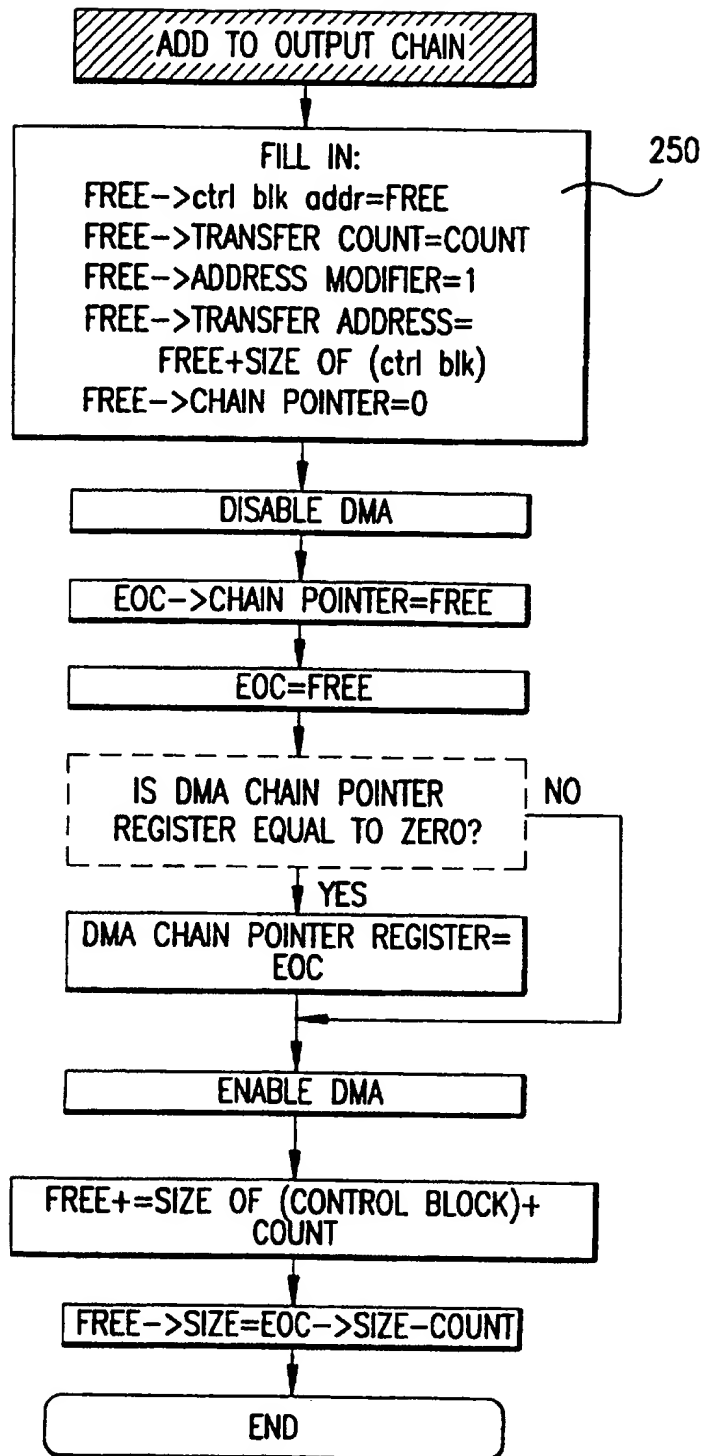 ADD TO OUTPUT CHAIN
FILL IN:
250
FREE->ctrl blk addr=FREE
FREE->TRANSFER COUNT=COUNT
FREE->ADDRESS MODIFIER=1
FREE->TRANSFER ADDRESS=
FREE+SIZE OF (ctrl blk)
FREE->CHAIN POINTER=0
DISABLE DMA
EOC->CHAIN POINTER=FREE
EOC=FREE
IS DMA CHAIN POINTER
REGISTER EQUAL TO ZERO?
NO
YES
DMA CHAIN POINTER REGISTER=
EOC
ENABLE DMA
FREE+=SIZE OF (CONTROL BLOCK)+
COUNT
FREE->SIZE=EOC->SIZE-COUNT
END